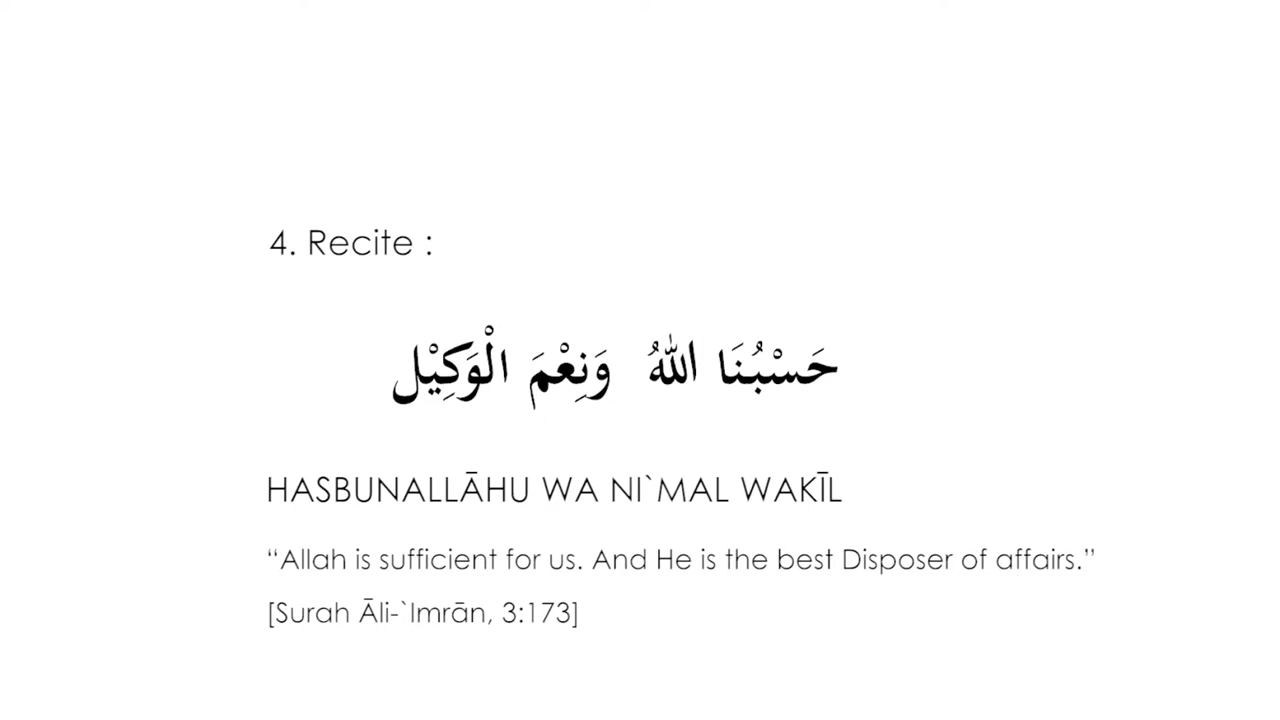 4. Recite :
حَسْبُنَا اللّٰهُ وَنِعْمَ الْوَكِيْل
HASBUNALLĀHU WA NI`MAL WAKĪL
“Allah is sufficient for us. And He is the best Disposer of affairs.”
[Surah Āli-`Imrān, 3:173]